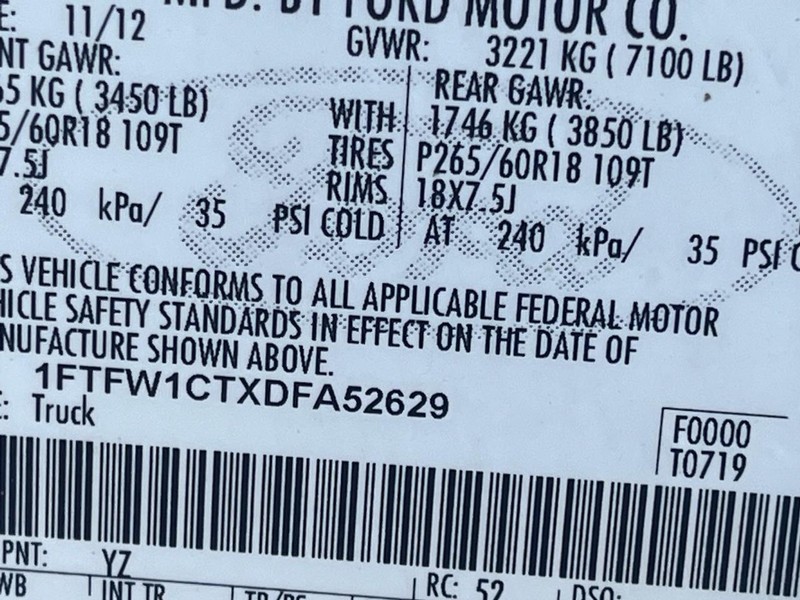 MFD. BY FORD MOTOR CO.
E: 11/12
GVWR: 3221 KG ( 7100 LB)
NT GAWR:
REAR GAWR:
65 KG ( 3450 LB) WITH 1746 KG ( 3850 LB)
5/60R18 109T TIRES P265/60R18 109T
7.5J RIMS 18X7.5J
240 kPa/ 35 PSI COLD AT 240 kPa/ 35 PSI C
S VEHICLE CONFORMS TO ALL APPLICABLE FEDERAL MOTOR
HICLE SAFETY STANDARDS IN EFFECT ON THE DATE OF
NUFACTURE SHOWN ABOVE.
1FTFW1CTXDFA52629
E: Truck
F0000
T0719
PNT: YZ
RC: 52 DSO:
WB INT TR TP/PS